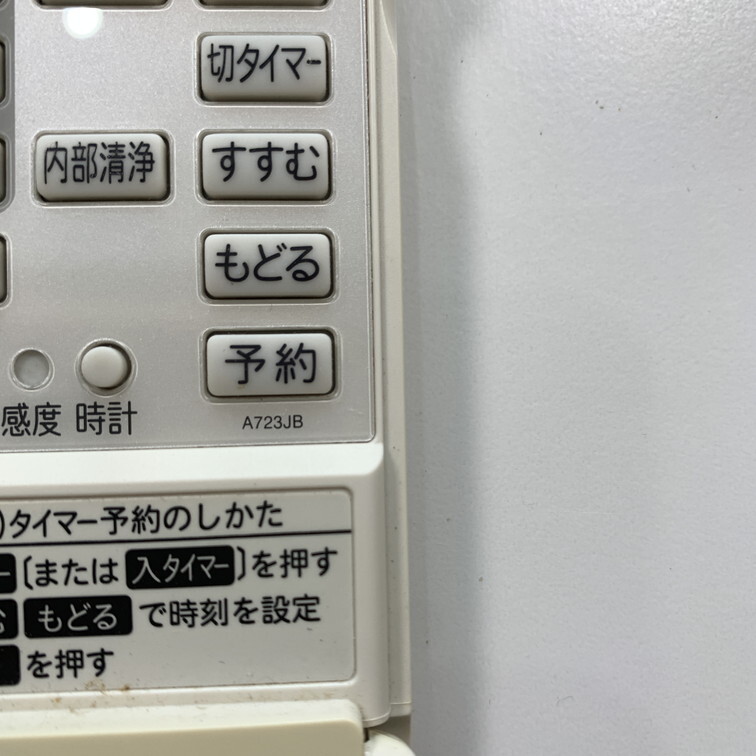 切タイマー
内部清浄
すすむ
もどる
予約
感度 時計
A723JB
)タイマー予約のしかた
〔または 入タイマー〕を押す
もどる で時刻を設定
を押す